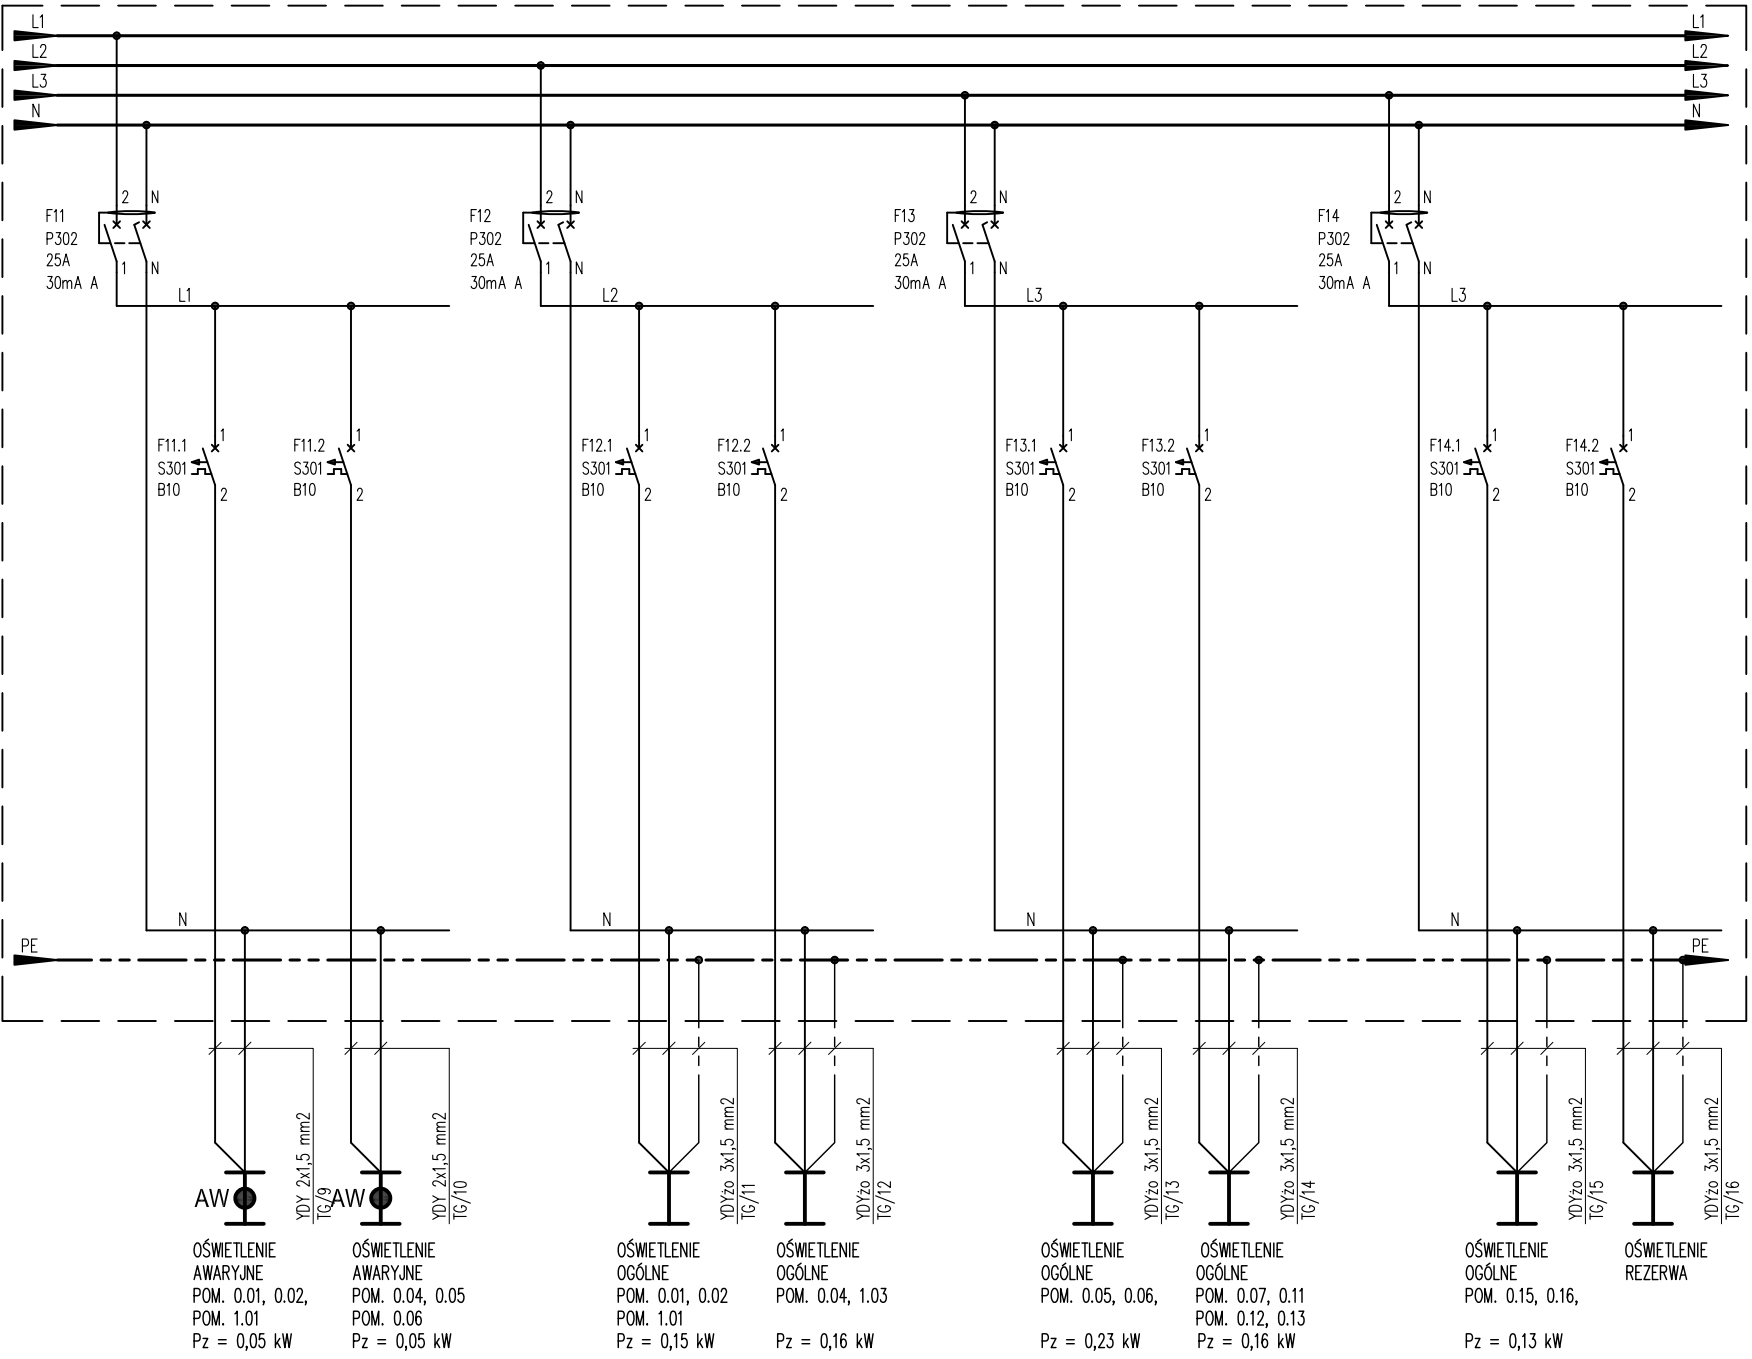 L1
L1
L2
L2
L3
L3
N
N
2 N
F11
P302
25A
30mA A
1 N
L1
2 N
F12
P302
25A
30mA A
1 N
L2
2 N
F13
P302
25A
30mA A
1 N
L3
2 N
F14
P302
25A
30mA A
1 N
L3
F11.1
S301
B10
1
2
F11.2
S301
B10
1
2
F12.1
S301
B10
1
2
F12.2
S301
B10
1
2
F13.1
S301
B10
1
2
F13.2
S301
B10
1
2
F14.1
S301
B10
1
2
F14.2
S301
B10
1
2
N
N
N
N
PE
PE
YDY 2x1,5 mm2
TG/9
YDY 2x1,5 mm2
TG/10
YDYżo 3x1,5 mm2
TG/11
YDYżo 3x1,5 mm2
TG/12
YDYżo 3x1,5 mm2
TG/13
YDYżo 3x1,5 mm2
TG/14
YDYżo 3x1,5 mm2
TG/15
YDYżo 3x1,5 mm2
TG/16
AW
AW
OŚWIETLENIE
AWARYJNE
POM. 0.01, 0.02,
POM. 1.01
Pz = 0,05 kW
OŚWIETLENIE
AWARYJNE
POM. 0.04, 0.05
POM. 0.06
Pz = 0,05 kW
OŚWIETLENIE
OGÓLNE
POM. 0.01, 0.02
POM. 1.01
Pz = 0,15 kW
OŚWIETLENIE
OGÓLNE
POM. 0.04, 1.03
Pz = 0,16 kW
OŚWIETLENIE
OGÓLNE
POM. 0.05, 0.06,
Pz = 0,23 kW
OŚWIETLENIE
OGÓLNE
POM. 0.07, 0.11
POM. 0.12, 0.13
Pz = 0,16 kW
OŚWIETLENIE
OGÓLNE
POM. 0.15, 0.16,
Pz = 0,13 kW
OŚWIETLENIE
REZERWA